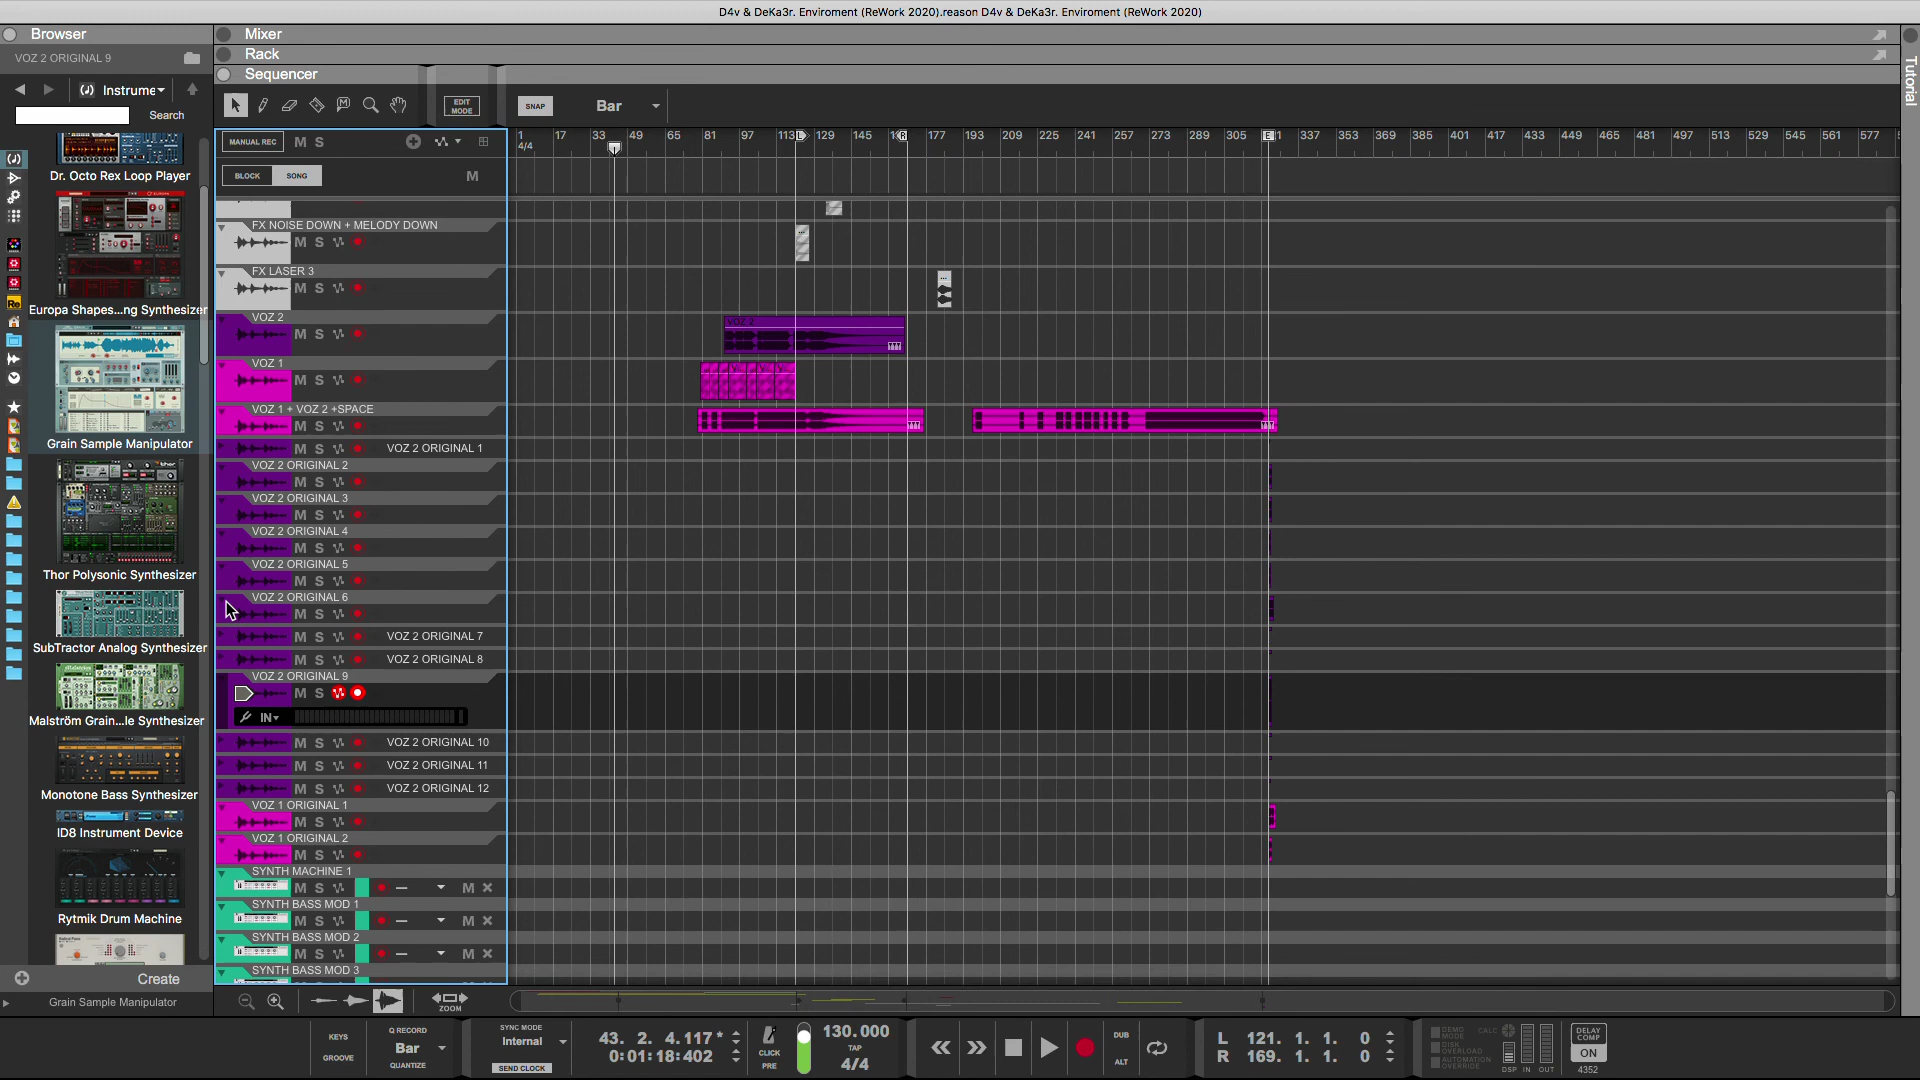 D4v & DeKa3r. Enviroment (ReWork 2020).reason D4v & DeKa3r. Enviroment (ReWork 2020)
Browser
Mixer
VOZ 2 ORIGINAL 9
Rack
Sequencer
Tutorial
Instrume
Search
EDIT MODE
SNAP
Bar
MANUAL REC
M S
BLOCK
SONG
M
1 17 33 49 65 81 97 113 L 129 145 R 177 193 209 225 241 257 273 289 305 E 337 353 369 385 401 417 433 449 465 481 497 513 529 545 561 577
4/4
Dr. Octo Rex Loop Player
Europa Shapes...ng Synthesizer
Grain Sample Manipulator
Thor Polysonic Synthesizer
SubTractor Analog Synthesizer
Malström Grain...le Synthesizer
Monotone Bass Synthesizer
ID8 Instrument Device
Rytmik Drum Machine
Create
Grain Sample Manipulator
FX NOISE DOWN + MELODY DOWN
M S
FX LASER 3
M S
VOZ 2
M S
VOZ 2
VOZ 1
M S
VOZ 1 + VOZ 2 +SPACE
M S
M S VOZ 2 ORIGINAL 1
VOZ 2 ORIGINAL 2
M S
VOZ 2 ORIGINAL 3
M S
VOZ 2 ORIGINAL 4
M S
VOZ 2 ORIGINAL 5
M S
VOZ 2 ORIGINAL 6
M S
M S VOZ 2 ORIGINAL 7
M S VOZ 2 ORIGINAL 8
VOZ 2 ORIGINAL 9
M S
IN
M S VOZ 2 ORIGINAL 10
M S VOZ 2 ORIGINAL 11
M S VOZ 2 ORIGINAL 12
VOZ 1 ORIGINAL 1
M S
VOZ 1 ORIGINAL 2
M S
SYNTH MACHINE 1
M S M
SYNTH BASS MOD 1
M S M
SYNTH BASS MOD 2
M S M
SYNTH BASS MOD 3
ZOOM
KEYS
GROOVE
Q RECORD
Bar
QUANTIZE
SYNC MODE
Internal
SEND CLOCK
43. 2. 4.117 *
0:01:18:402
CLICK
PRE
130.000
TAP
4/4
DUB
ALT
L 121. 1. 1. 0
R 169. 1. 1. 0
DEMO MODE
DISK OVERLOAD
AUTOMATION OVERRIDE
CALC
DSP IN OUT
DELAY COMP
ON
4352